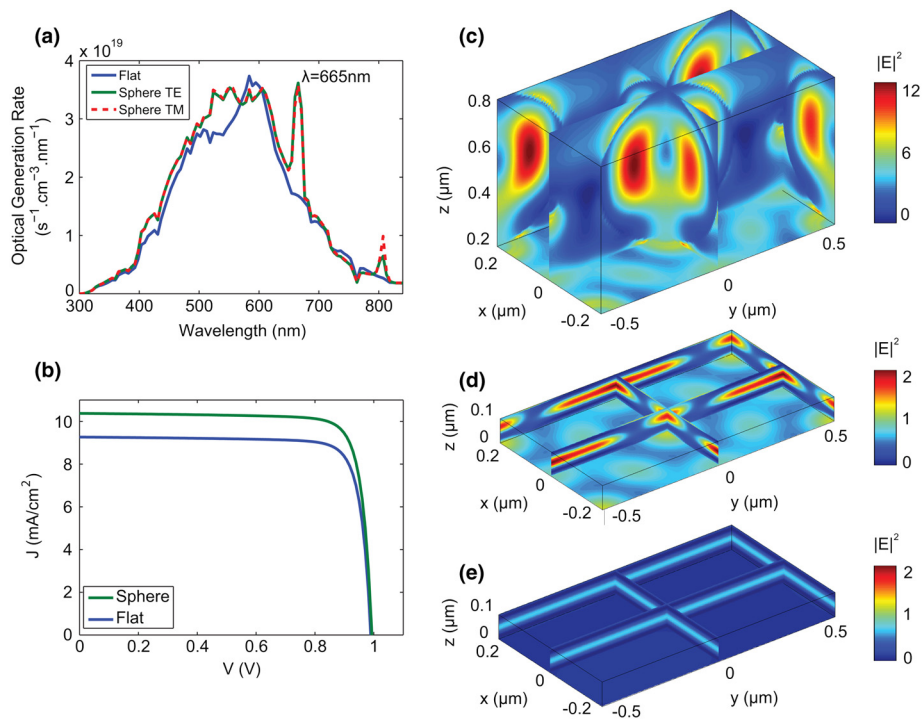 (a)
x 10^19
Optical Generation Rate
(s⁻¹.cm⁻³.nm⁻¹)
4
3
2
1
0
Flat
Sphere TE
Sphere TM
λ=665nm
300 400 500 600 700 800
Wavelength (nm)
(b)
J (mA/cm²)
10
8
6
4
2
0
Sphere
Flat
0 0.2 0.4 0.6 0.8 1
V (V)
(c)
|E|²
12
6
0
z (μm)
0.8
0.6
0.4
0.2
0.2
0
-0.2
x (μm)
-0.5
0
0.5
y (μm)
(d)
|E|²
2
1
0
z (μm)
0.1
0
0.2
0
-0.2
x (μm)
-0.5
0
0.5
y (μm)
(e)
|E|²
2
1
0
z (μm)
0.1
0
0.2
0
-0.2
x (μm)
-0.5
0
0.5
y (μm)